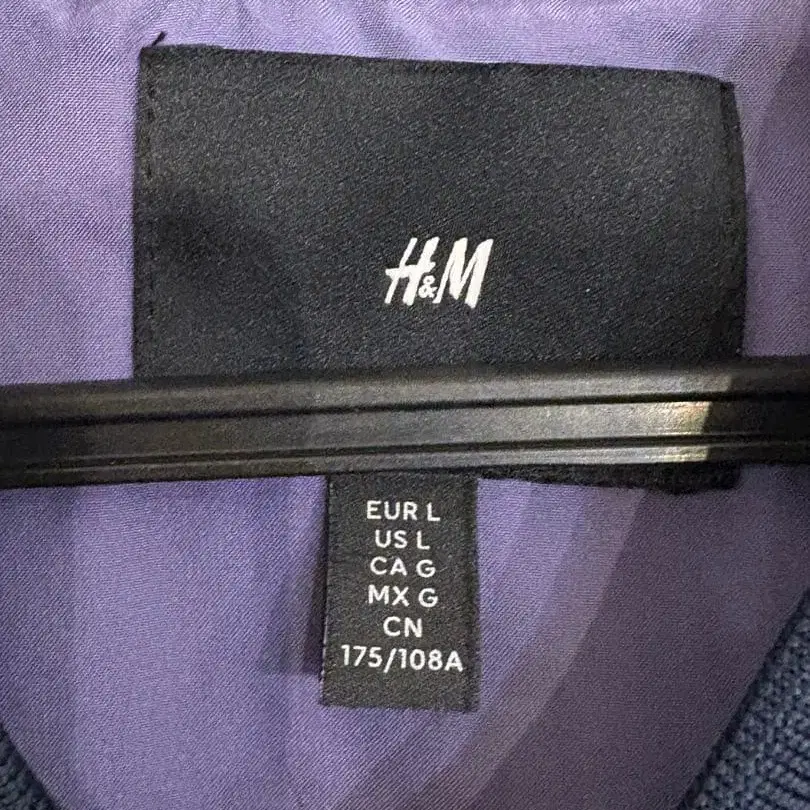 H&M
EUR L
US L
CA G
MX G
CN
175/108A